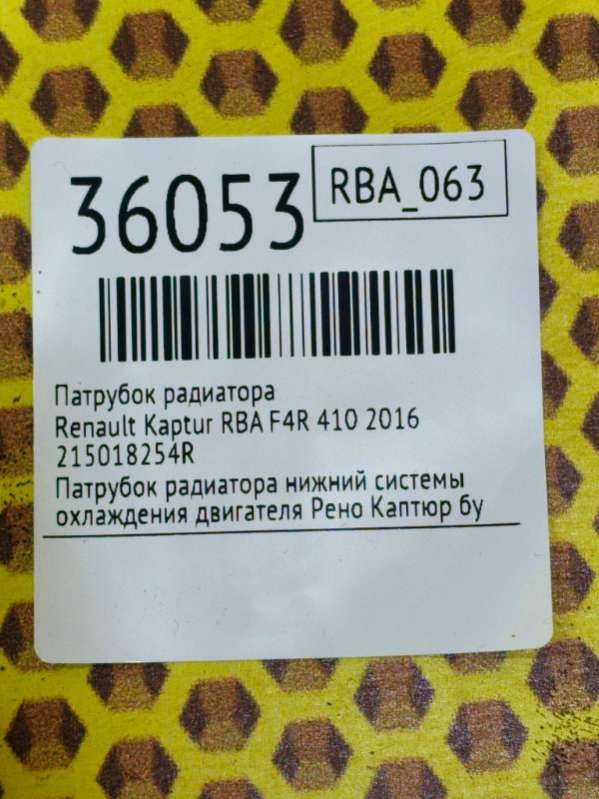 36053
RBA_063
Патрубок радиатора
Renault Kaptur RBA F4R 410 2016
215018254R
Патрубок радиатора нижний системы
охлаждения двигателя Рено Каптюр бу